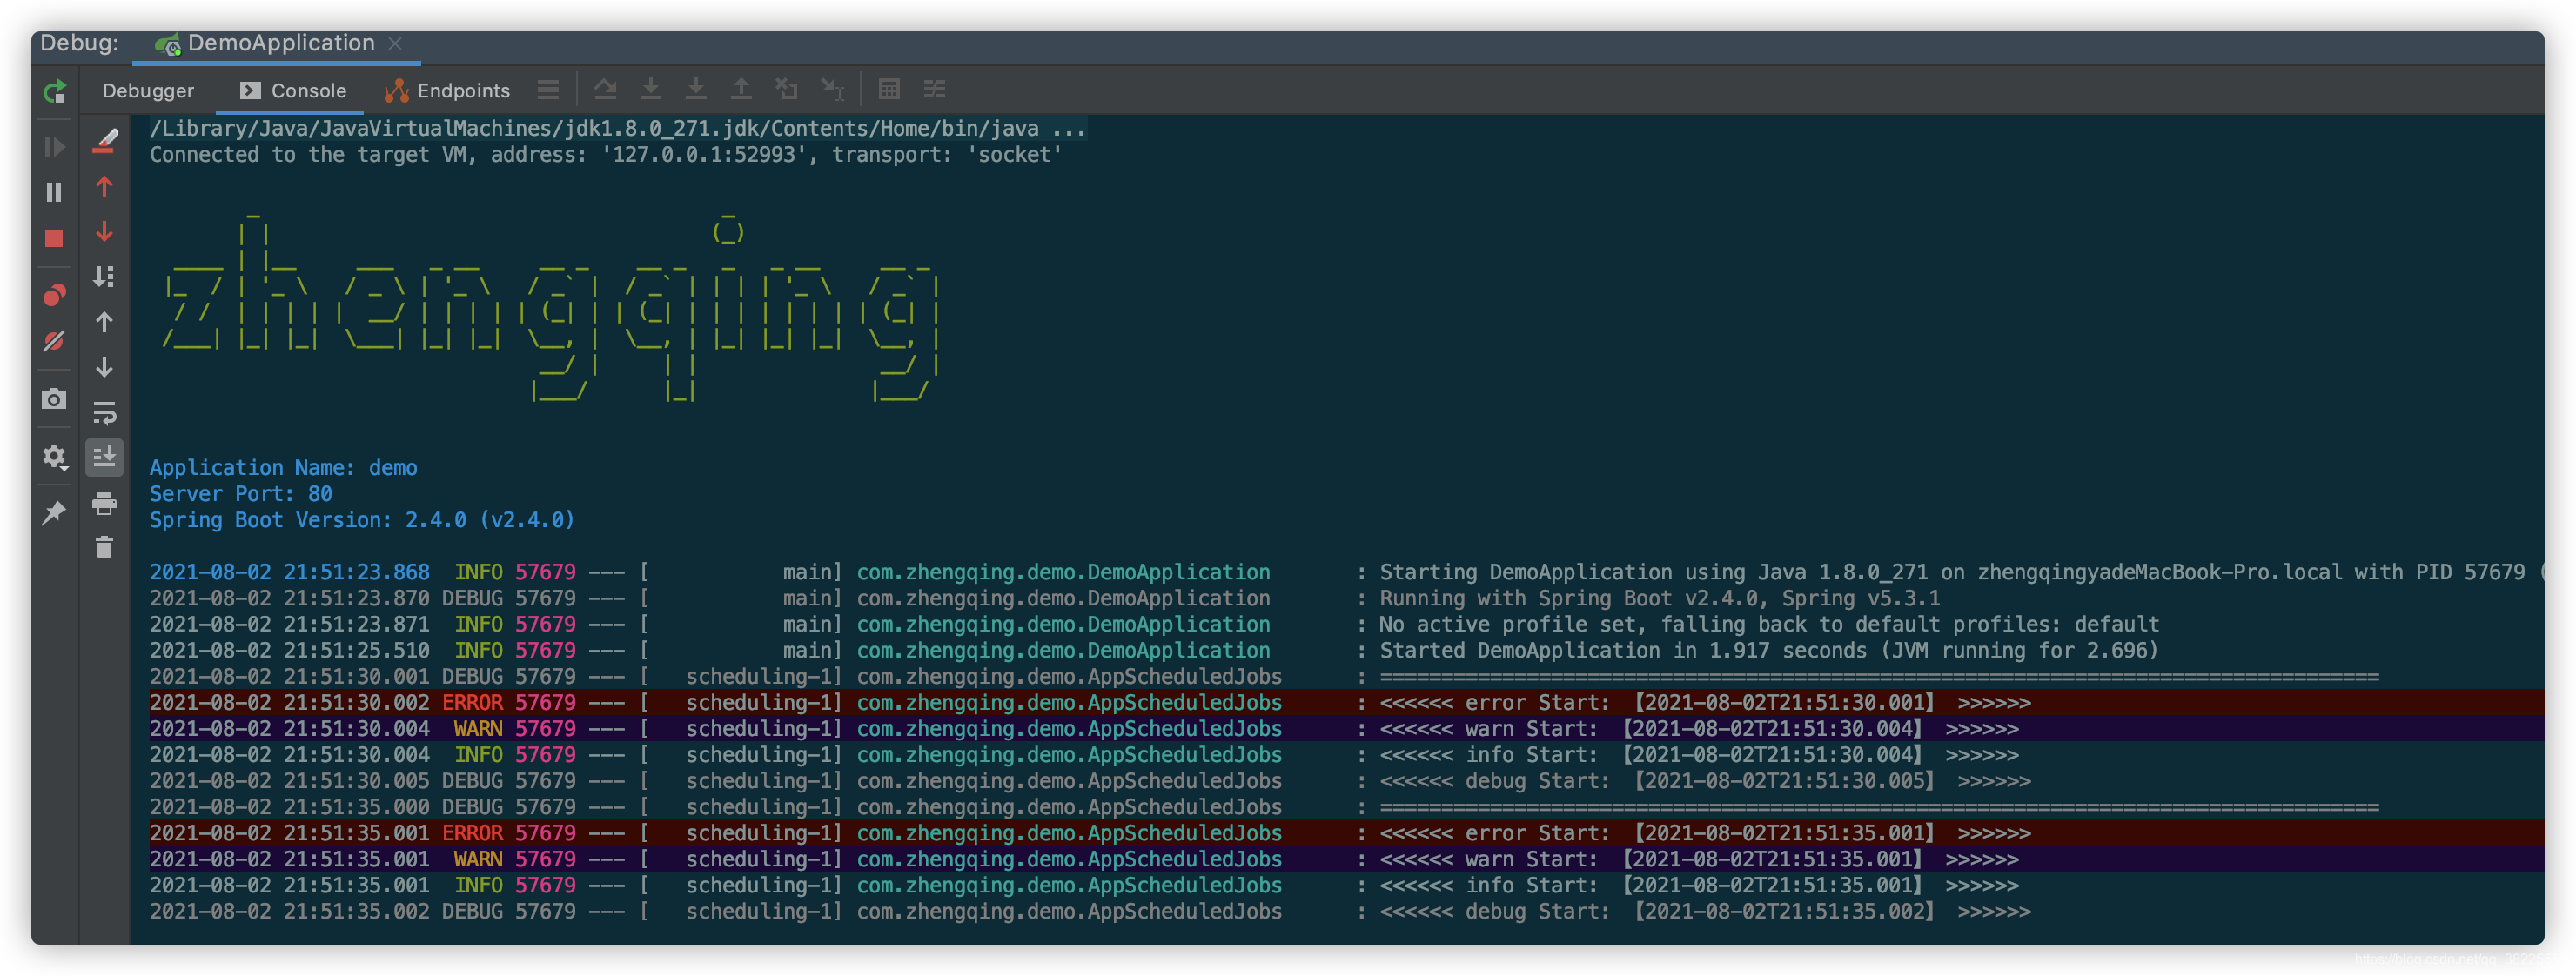 Debug: DemoApplication
Debugger Console Endpoints
/Library/Java/JavaVirtualMachines/jdk1.8.0_271.jdk/Contents/Home/bin/java ...
Connected to the target VM, address: '127.0.0.1:52993', transport: 'socket'
zhengqing
Application Name: demo
Server Port: 80
Spring Boot Version: 2.4.0 (v2.4.0)
2021-08-02 21:51:23.868  INFO 57679 --- [           main] com.zhengqing.demo.DemoApplication       : Starting DemoApplication using Java 1.8.0_271 on zhengqingyadeMacBook-Pro.local with PID 57679 (
2021-08-02 21:51:23.870 DEBUG 57679 --- [           main] com.zhengqing.demo.DemoApplication       : Running with Spring Boot v2.4.0, Spring v5.3.1
2021-08-02 21:51:23.871  INFO 57679 --- [           main] com.zhengqing.demo.DemoApplication       : No active profile set, falling back to default profiles: default
2021-08-02 21:51:25.510  INFO 57679 --- [           main] com.zhengqing.demo.DemoApplication       : Started DemoApplication in 1.917 seconds (JVM running for 2.696)
2021-08-02 21:51:30.001 DEBUG 57679 --- [   scheduling-1] com.zhengqing.demo.AppScheduledJobs      : ==================================================================================
2021-08-02 21:51:30.002 ERROR 57679 --- [   scheduling-1] com.zhengqing.demo.AppScheduledJobs      : <<<<<< error Start: 【2021-08-02T21:51:30.001】 >>>>>>
2021-08-02 21:51:30.004  WARN 57679 --- [   scheduling-1] com.zhengqing.demo.AppScheduledJobs      : <<<<<< warn Start: 【2021-08-02T21:51:30.004】 >>>>>>
2021-08-02 21:51:30.004  INFO 57679 --- [   scheduling-1] com.zhengqing.demo.AppScheduledJobs      : <<<<<< info Start: 【2021-08-02T21:51:30.004】 >>>>>>
2021-08-02 21:51:30.005 DEBUG 57679 --- [   scheduling-1] com.zhengqing.demo.AppScheduledJobs      : <<<<<< debug Start: 【2021-08-02T21:51:30.005】 >>>>>>
2021-08-02 21:51:35.000 DEBUG 57679 --- [   scheduling-1] com.zhengqing.demo.AppScheduledJobs      : ==================================================================================
2021-08-02 21:51:35.001 ERROR 57679 --- [   scheduling-1] com.zhengqing.demo.AppScheduledJobs      : <<<<<< error Start: 【2021-08-02T21:51:35.001】 >>>>>>
2021-08-02 21:51:35.001  WARN 57679 --- [   scheduling-1] com.zhengqing.demo.AppScheduledJobs      : <<<<<< warn Start: 【2021-08-02T21:51:35.001】 >>>>>>
2021-08-02 21:51:35.001  INFO 57679 --- [   scheduling-1] com.zhengqing.demo.AppScheduledJobs      : <<<<<< info Start: 【2021-08-02T21:51:35.001】 >>>>>>
2021-08-02 21:51:35.002 DEBUG 57679 --- [   scheduling-1] com.zhengqing.demo.AppScheduledJobs      : <<<<<< debug Start: 【2021-08-02T21:51:35.002】 >>>>>>